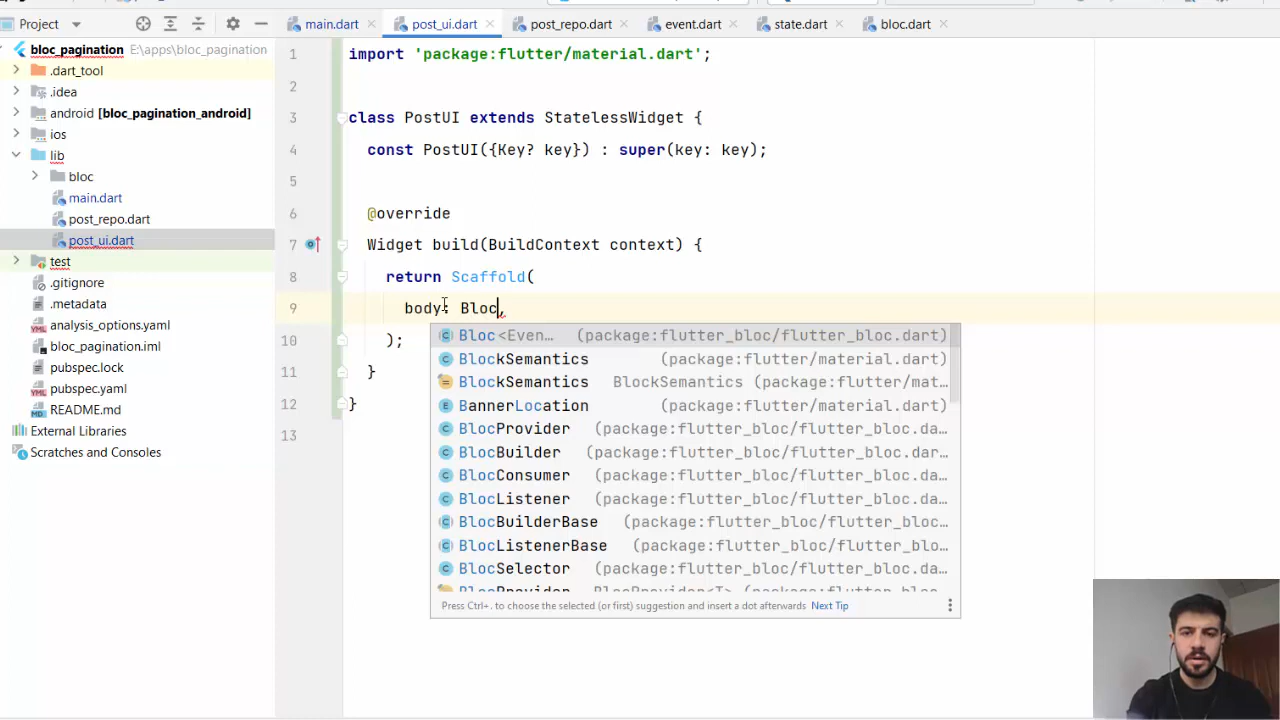 Project
main.dart
post_ui.dart
post_repo.dart
event.dart
state.dart
bloc.dart
bloc_pagination E:\apps\bloc_pagination
.dart_tool
.idea
android [bloc_pagination_android]
ios
lib
bloc
main.dart
post_repo.dart
post_ui.dart
test
.gitignore
.metadata
analysis_options.yaml
bloc_pagination.iml
pubspec.lock
pubspec.yaml
README.md
External Libraries
Scratches and Consoles
1 import 'package:flutter/material.dart';
2
3 class PostUI extends StatelessWidget {
4 const PostUI({Key? key}) : super(key: key);
5
6 @override
7 Widget build(BuildContext context) {
8 return Scaffold(
9 body: Bloc,
10 );
11 }
12 }
13
Bloc<Even… (package:flutter_bloc/flutter_bloc.dart)
BlockSemantics (package:flutter/material.dart)
BlockSemantics BlockSemantics (package:flutter/mat…
BannerLocation (package:flutter/material.dart)
BlocProvider (package:flutter_bloc/flutter_bloc.da…
BlocBuilder (package:flutter_bloc/flutter_bloc.da…
BlocConsumer (package:flutter_bloc/flutter_bloc.da…
BlocListener (package:flutter_bloc/flutter_bloc.da…
BlocBuilderBase (package:flutter_bloc/flutter_bloc…
BlocListenerBase (package:flutter_bloc/flutter_blo…
BlocSelector (package:flutter_bloc/flutter_bloc.da…
BlocProvider BlocProvider<T> (package:flutter_bloc…
Press Ctrl+. to choose the selected (or first) suggestion and insert a dot afterwards Next Tip